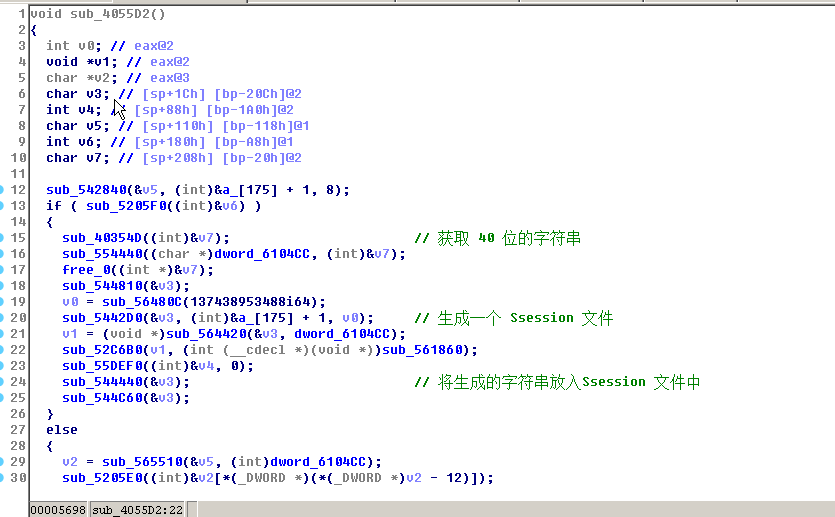 1 void sub_4055D2()
2 {
3 int v0; // eax@2
4 void *v1; // eax@2
5 char *v2; // eax@3
6 char v3; // [sp+1Ch] [bp-20Ch]@2
7 int v4; // [sp+88h] [bp-1A0h]@2
8 char v5; // [sp+110h] [bp-118h]@1
9 int v6; // [sp+180h] [bp-A8h]@1
10 char v7; // [sp+208h] [bp-20h]@2
11
12 sub_542840(&v5, (int)&a_[175] + 1, 8);
13 if ( sub_5205F0((int)&v6) )
14 {
15 sub_40354D((int)&v7); // 获取 40 位的字符串
16 sub_554440((char *)dword_6104CC, (int)&v7);
17 free_0((int *)&v7);
18 sub_544810(&v3);
19 v0 = sub_56480C(137438953488i64);
20 sub_5442D0(&v3, (int)&a_[175] + 1, v0); // 生成一个 Ssession 文件
21 v1 = (void *)sub_564420(&v3, dword_6104CC);
22 sub_52C6B0(v1, (int (__cdecl *)(void *))sub_561860);
23 sub_55DEF0((int)&v4, 0);
24 sub_544440(&v3); // 将生成的字符串放入Ssession 文件中
25 sub_544C60(&v3);
26 }
27 else
28 {
29 v2 = sub_565510(&v5, (int)dword_6104CC);
30 sub_5205E0((int)&v2[*(_DWORD *)(*(_DWORD *)v2 - 12)]);
00005698 sub_4055D2:22